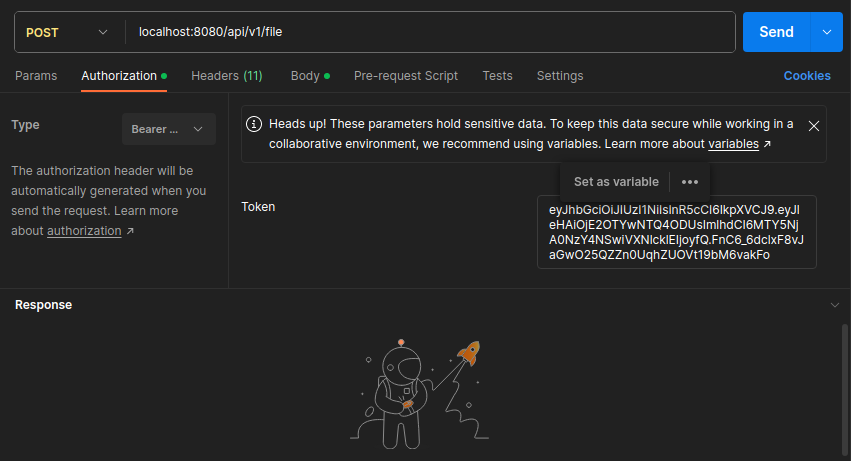 POST
localhost:8080/api/v1/file
Send
Params
Authorization
Headers (11)
Body
Pre-request Script
Tests
Settings
Cookies
Type
Bearer ...
The authorization header will be
automatically generated when you
send the request. Learn more
about authorization ↗
Heads up! These parameters hold sensitive data. To keep this data secure while working in a
collaborative environment, we recommend using variables. Learn more about variables ↗
Set as variable
Token
Response